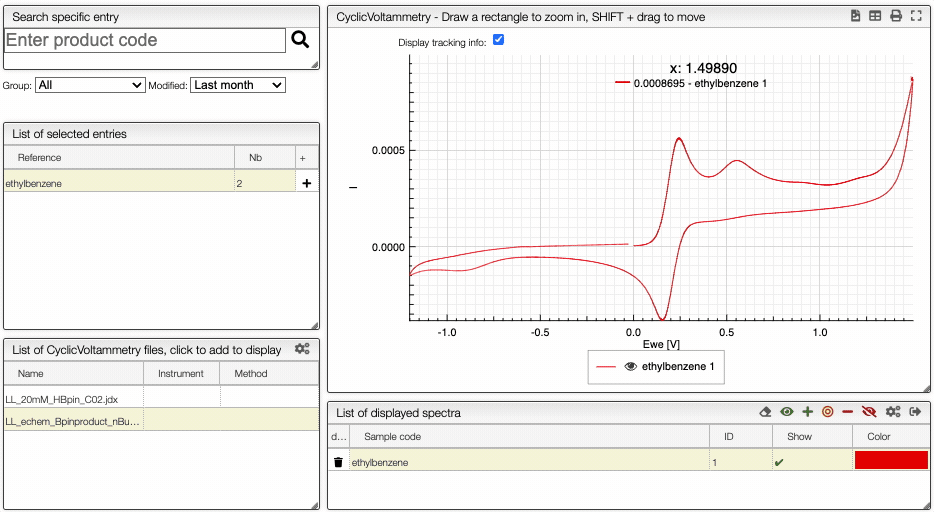 Search specific entry
Enter product code
Group: All Modified: Last month
List of selected entries
Reference Nb +
ethylbenzene 2 +
List of CyclicVoltammetry files, click to add to display
Name Instrument Method
LL_20mM_HBpin_C02.jdx
LL_echem_Bpinproduct_nBu...
CyclicVoltammetry - Draw a rectangle to zoom in, SHIFT + drag to move
Display tracking info:
x: 1.49890
0.0008695 - ethylbenzene 1
0.0005
I
0.0000
-1.0 -0.5 0.0 0.5 1.0
Ewe [V]
ethylbenzene 1
List of displayed spectra
d... Sample code ID Show Color
ethylbenzene 1